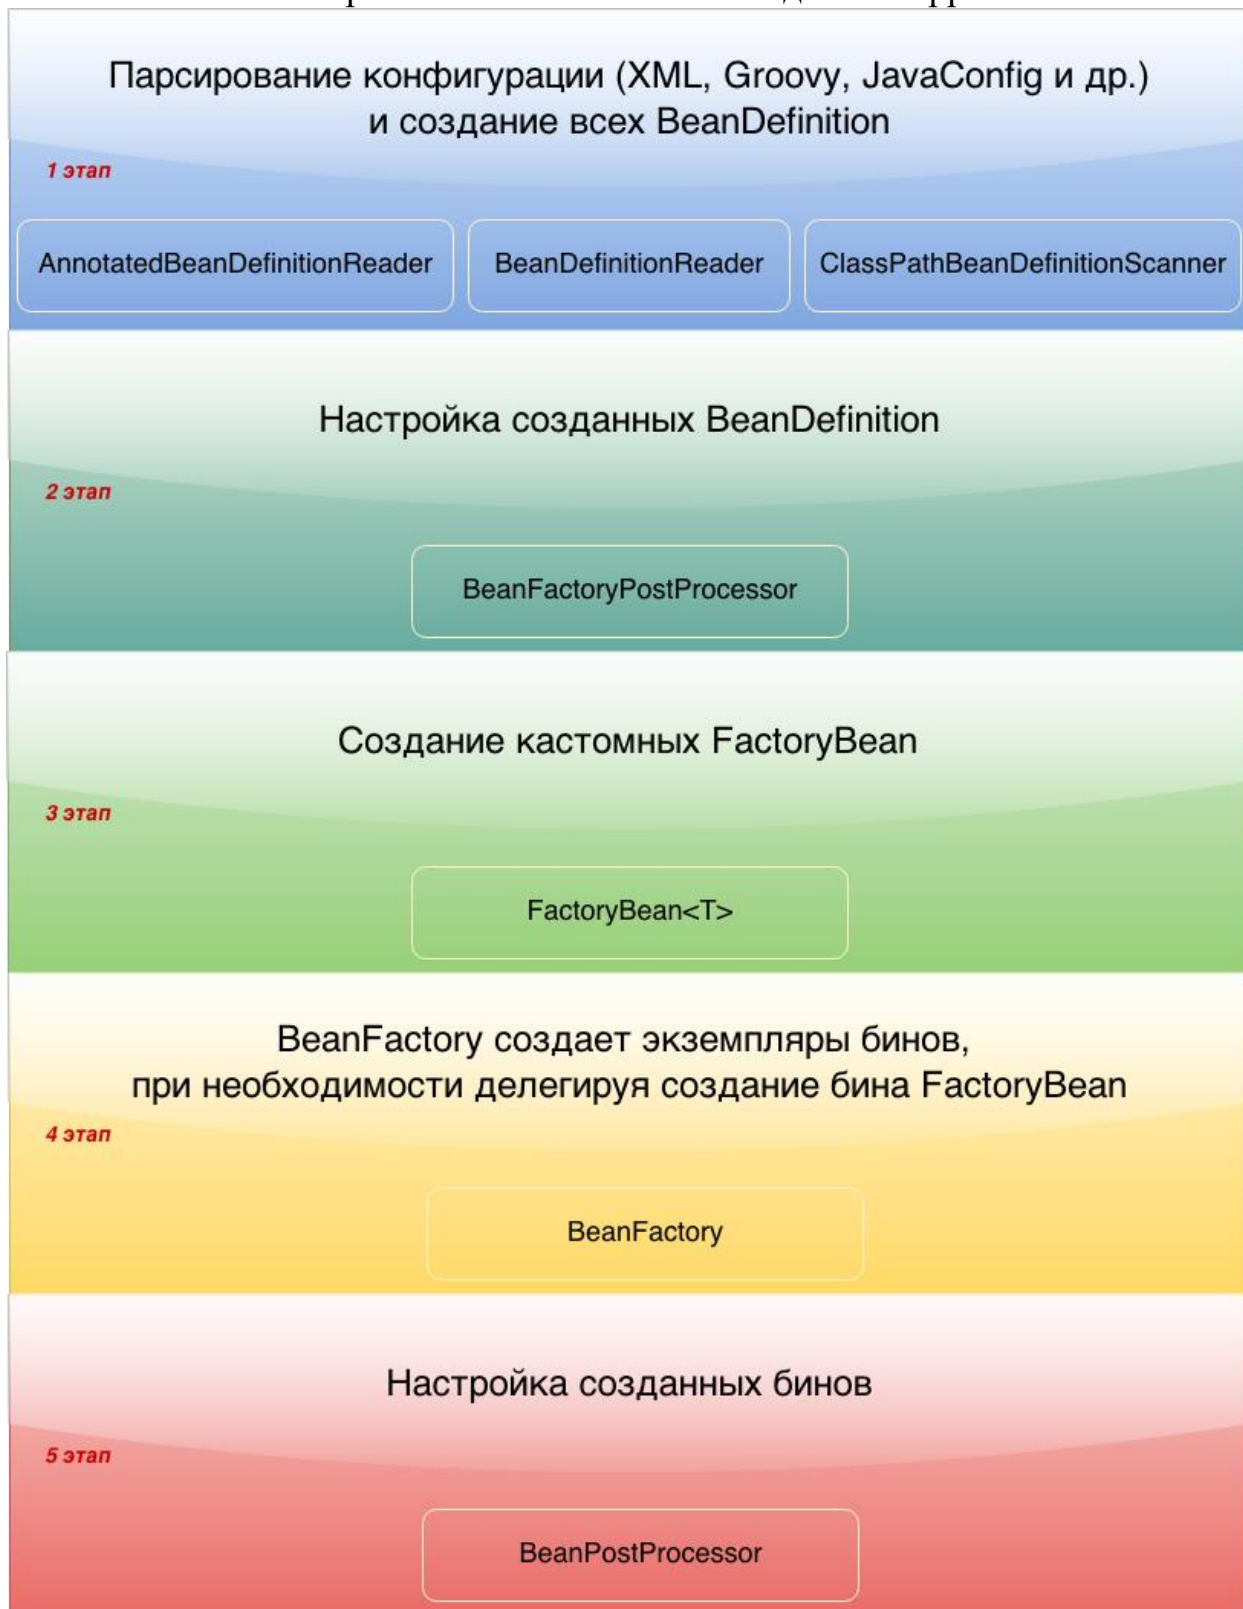 Парсирование конфигурации (XML, Groovy, JavaConfig и др.)
и создание всех BeanDefinition
1 этап
AnnotatedBeanDefinitionReader
BeanDefinitionReader
ClassPathBeanDefinitionScanner
Настройка созданных BeanDefinition
2 этап
BeanFactoryPostProcessor
Создание кастомных FactoryBean
3 этап
FactoryBean<T>
BeanFactory создает экземпляры бинов,
при необходимости делегируя создание бина FactoryBean
4 этап
BeanFactory
Настройка созданных бинов
5 этап
BeanPostProcessor